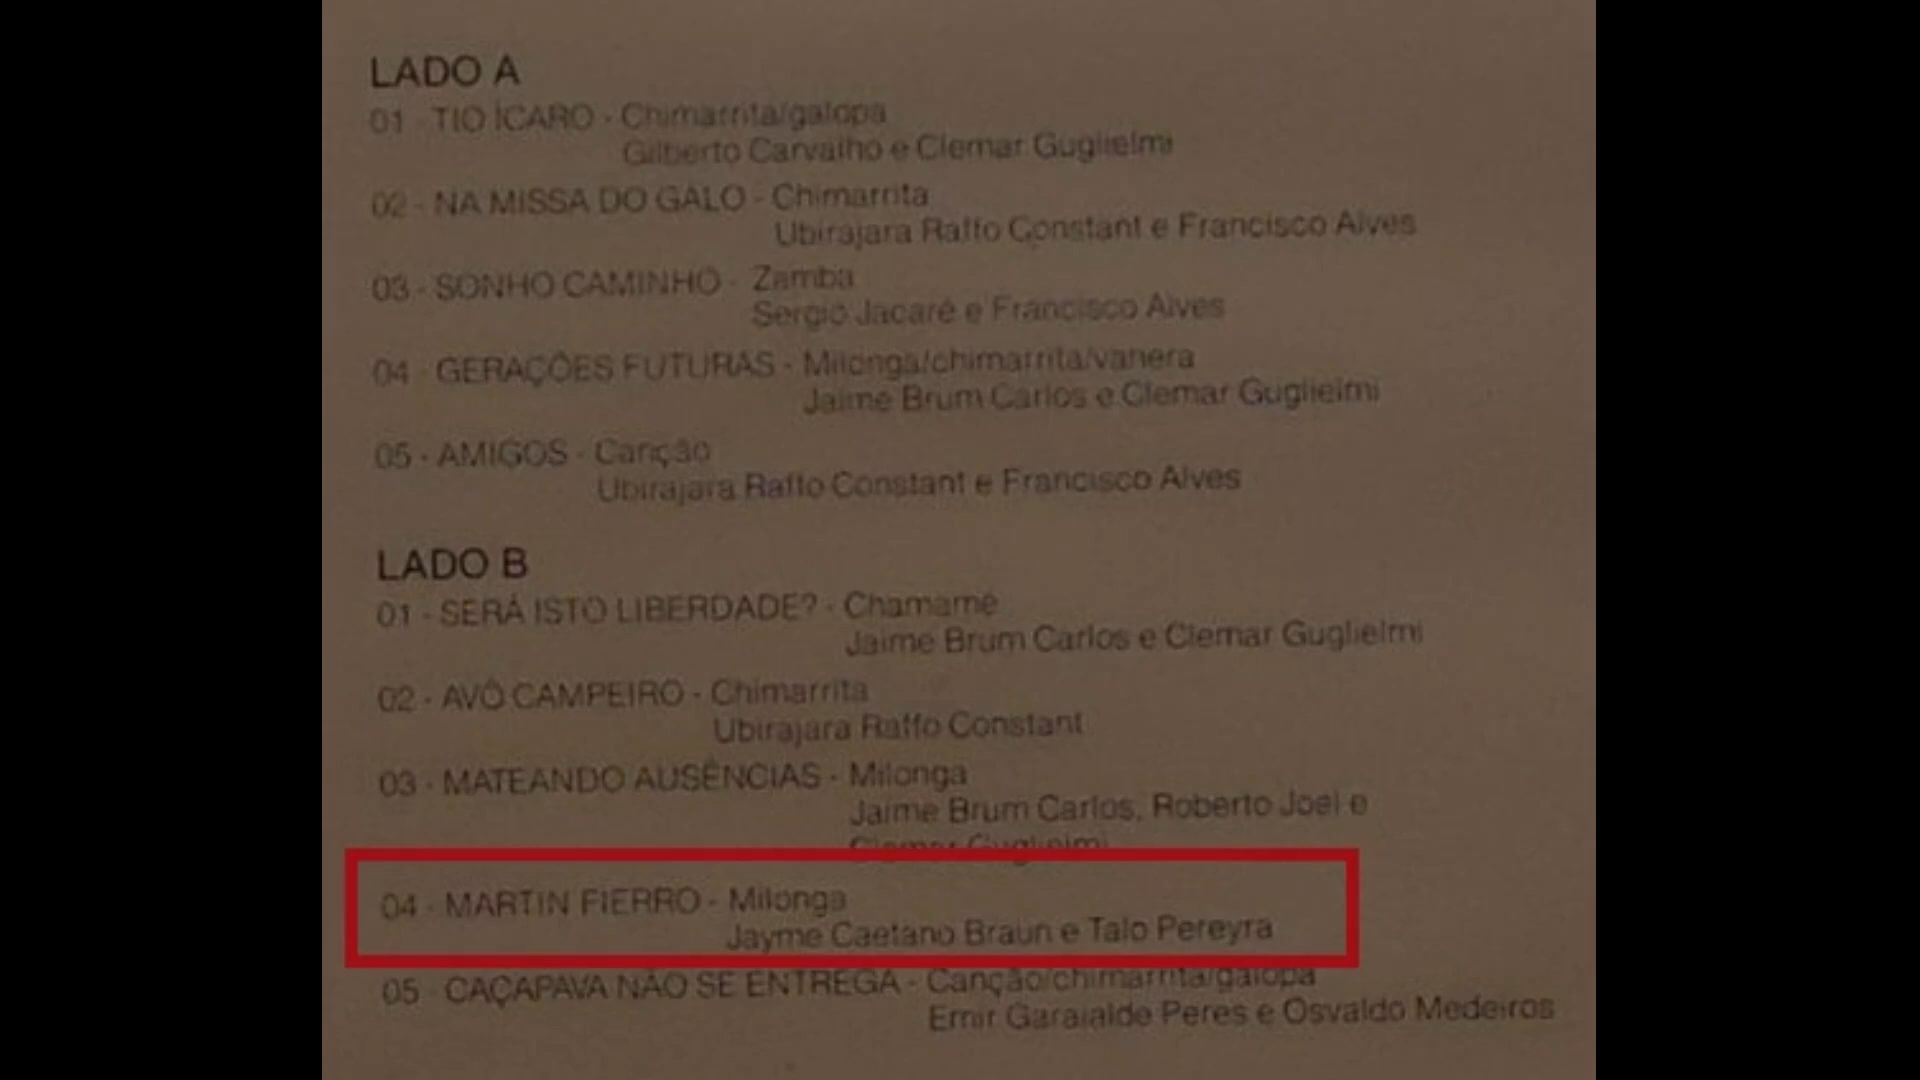 LADO A
01 - TIO ÍCARO - Chimarrita/galopa
Gilberto Carvalho e Clemar Guglielmi
02 - NA MISSA DO GALO - Chimarrita
Ubirajara Raffo Constant e Francisco Alves
03 - SONHO CAMINHO - Zamba
Sergio Jacaré e Francisco Alves
04 - GERAÇÕES FUTURAS - Milonga/chimarrita/vanera
Jaime Brum Carlos e Clemar Guglielmi
05 - AMIGOS - Canção
Ubirajara Raffo Constant e Francisco Alves
LADO B
01 - SERÁ ISTO LIBERDADE? - Chamamé
Jaime Brum Carlos e Clemar Guglielmi
02 - AVÔ CAMPEIRO - Chimarrita
Ubirajara Raffo Constant
03 - MATEANDO AUSÊNCIAS - Milonga
Jaime Brum Carlos, Roberto Joel e
Clemar Guglielmi
04 - MARTIN FIERRO - Milonga
Jayme Caetano Braun e Talo Pereyra
05 - CAÇAPAVA NÃO SE ENTREGA - Canção/chimarrita/galopa
Ernir Garaialde Peres e Osvaldo Medeiros